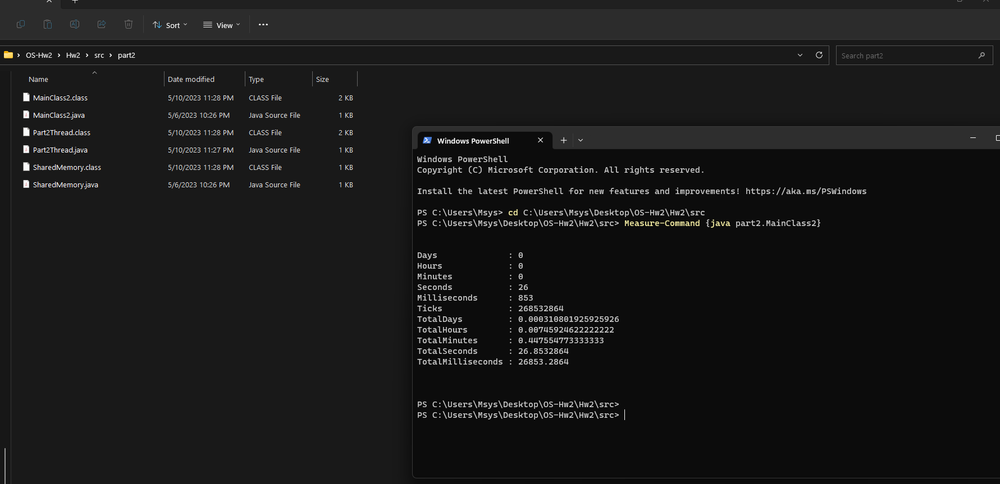 Sort
View
OS-Hw2 > Hw2 > src > part2
Search part2
Name Date modified Type Size
MainClass2.class 5/10/2023 11:28 PM CLASS File 2 KB
MainClass2.java 5/6/2023 10:26 PM Java Source File 1 KB
Part2Thread.class 5/10/2023 11:28 PM CLASS File 2 KB
Part2Thread.java 5/10/2023 11:27 PM Java Source File 1 KB
SharedMemory.class 5/10/2023 11:28 PM CLASS File 1 KB
SharedMemory.java 5/6/2023 10:26 PM Java Source File 1 KB
Windows PowerShell
Windows PowerShell
Copyright (C) Microsoft Corporation. All rights reserved.
Install the latest PowerShell for new features and improvements! https://aka.ms/PSWindows
PS C:\Users\Msys> cd C:\Users\Msys\Desktop\OS-Hw2\Hw2\src
PS C:\Users\Msys\Desktop\OS-Hw2\Hw2\src> Measure-Command {java part2.MainClass2}
Days : 0
Hours : 0
Minutes : 0
Seconds : 26
Milliseconds : 853
Ticks : 268532864
TotalDays : 0.000310801925925926
TotalHours : 0.00745924622222222
TotalMinutes : 0.447554773333333
TotalSeconds : 26.8532864
TotalMilliseconds : 26853.2864
PS C:\Users\Msys\Desktop\OS-Hw2\Hw2\src>
PS C:\Users\Msys\Desktop\OS-Hw2\Hw2\src>